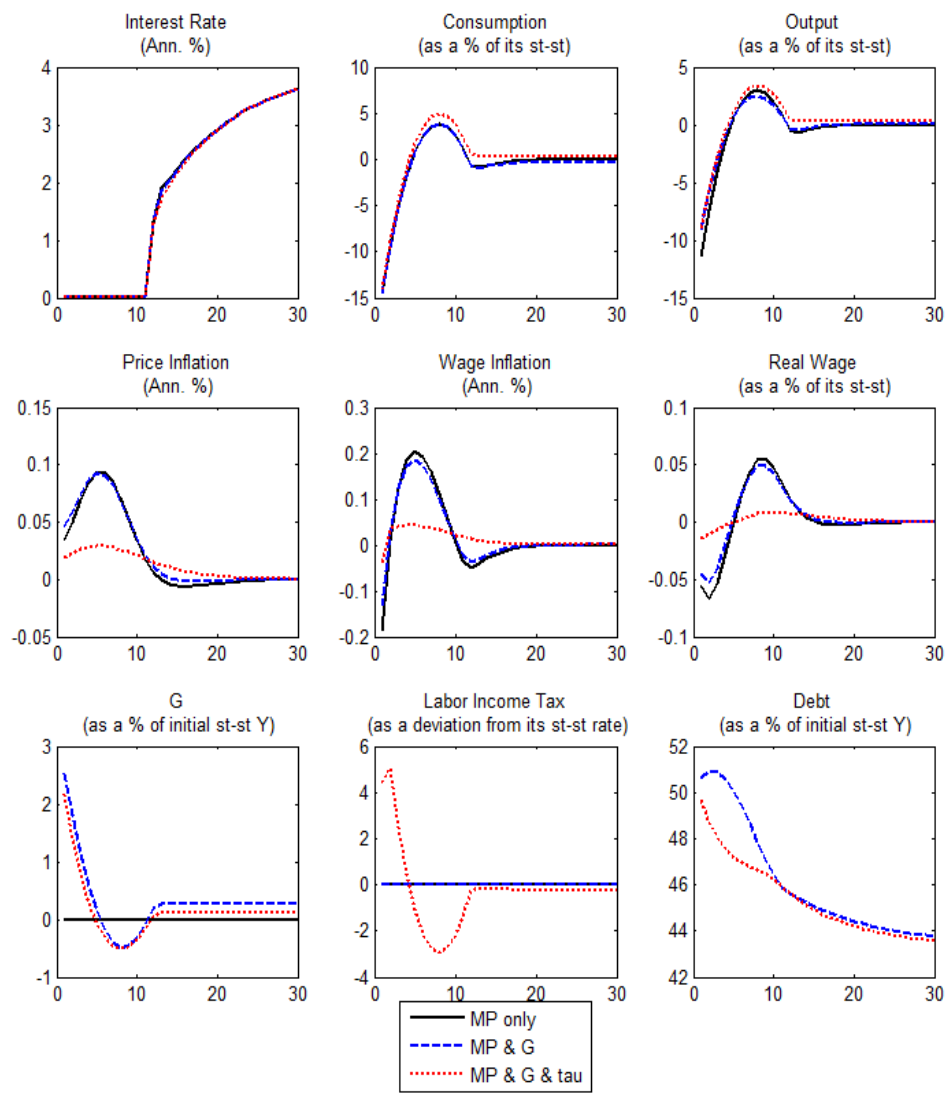 Interest Rate
(Ann. %)
4
3
2
1
0
0 10 20 30
Consumption
(as a % of its st-st)
10
5
0
-5
-10
-15
0 10 20 30
Output
(as a % of its st-st)
5
0
-5
-10
-15
0 10 20 30
Price Inflation
(Ann. %)
0.15
0.1
0.05
0
-0.05
0 10 20 30
Wage Inflation
(Ann. %)
0.3
0.2
0.1
0
-0.1
-0.2
0 10 20 30
Real Wage
(as a % of its st-st)
0.1
0.05
0
-0.05
-0.1
0 10 20 30
G
(as a % of initial st-st Y)
3
2
1
0
-1
0 10 20 30
Labor Income Tax
(as a deviation from its st-st rate)
6
4
2
0
-2
-4
0 10 20 30
Debt
(as a % of initial st-st Y)
52
50
48
46
44
42
0 10 20 30
MP only
MP & G
MP & G & tau